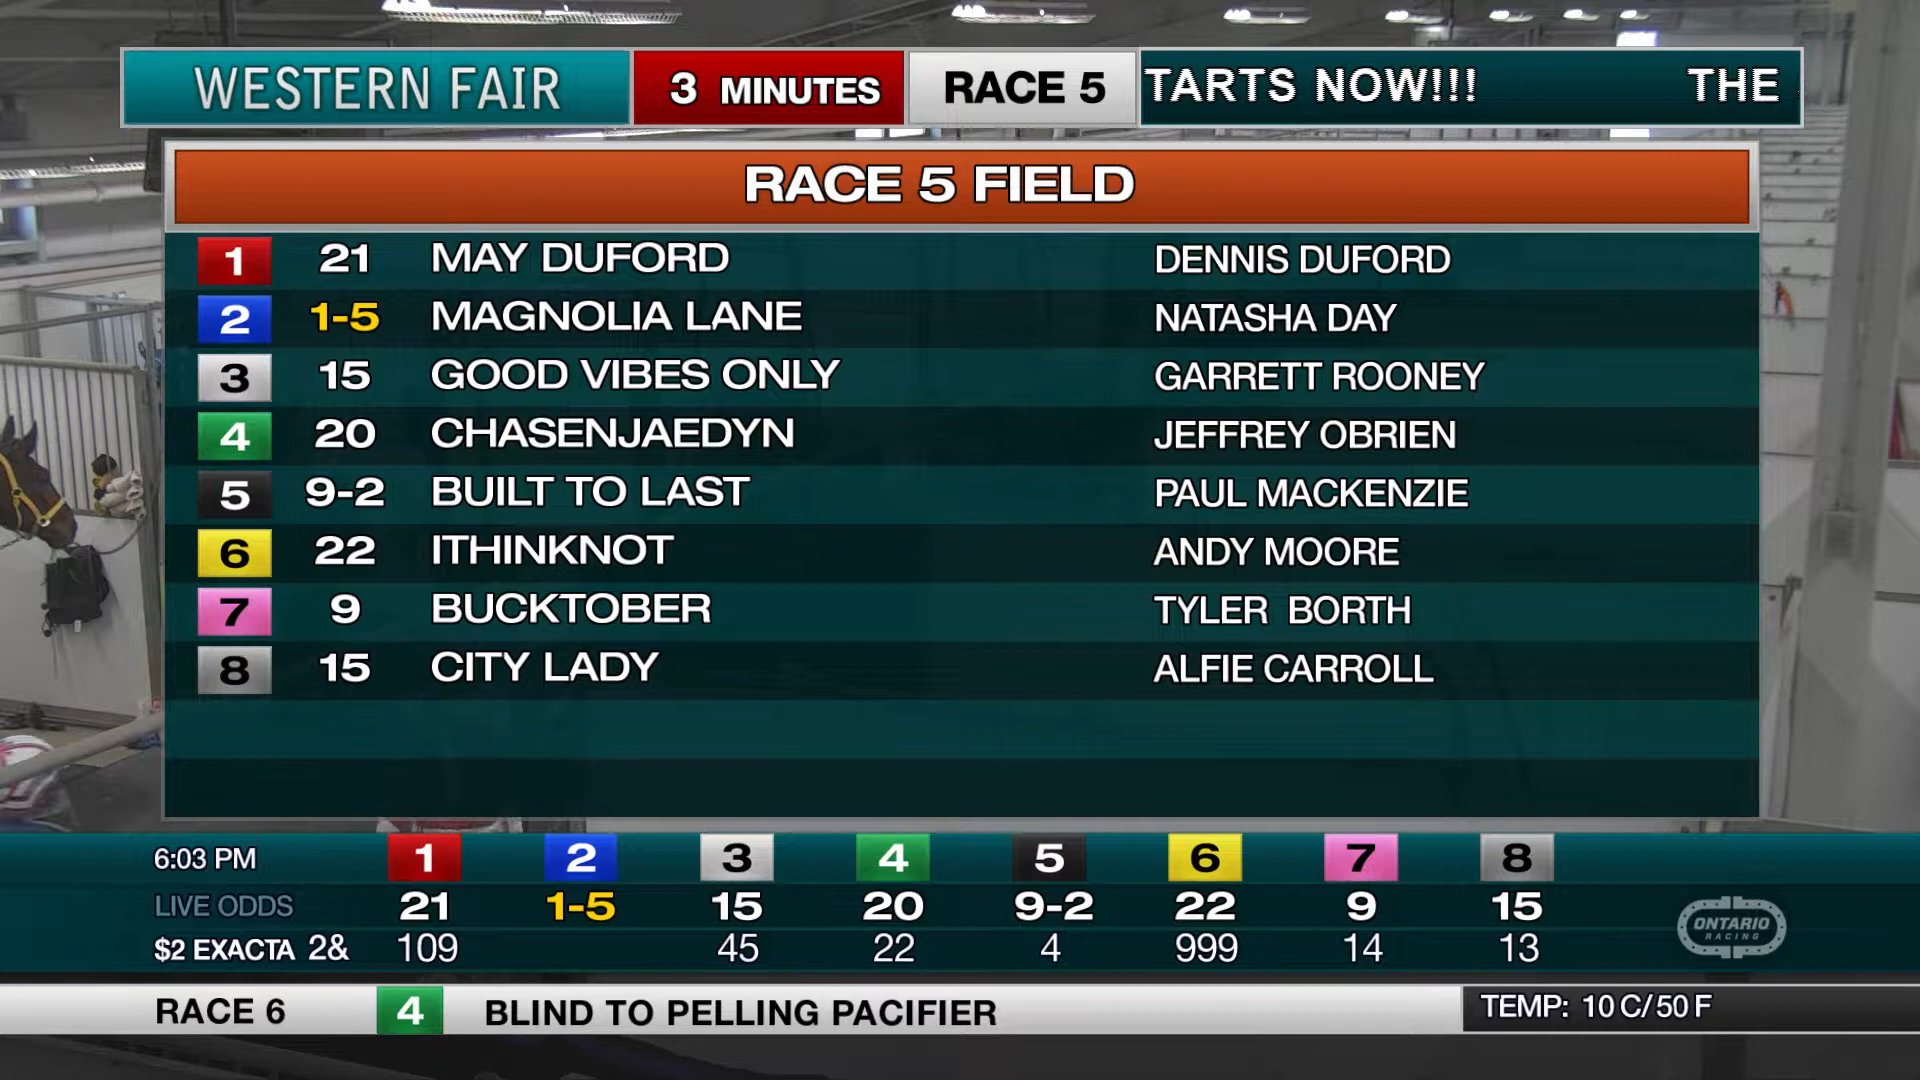 WESTERN FAIR 3 MINUTES RACE 5 TARTS NOW!!! THE
RACE 5 FIELD
1 21 MAY DUFORD DENNIS DUFORD
2 1-5 MAGNOLIA LANE NATASHA DAY
3 15 GOOD VIBES ONLY GARRETT ROONEY
4 20 CHASENJAEDYN JEFFREY OBRIEN
5 9-2 BUILT TO LAST PAUL MACKENZIE
6 22 ITHINKNOT ANDY MOORE
7 9 BUCKTOBER TYLER BORTH
8 15 CITY LADY ALFIE CARROLL
6:03 PM 1 2 3 4 5 6 7 8
LIVE ODDS 21 1-5 15 20 9-2 22 9 15
$2 EXACTA 2& 109 45 22 4 999 14 13
ONTARIO
RACING
RACE 6 4 BLIND TO PELLING PACIFIER TEMP: 10 C/50 F